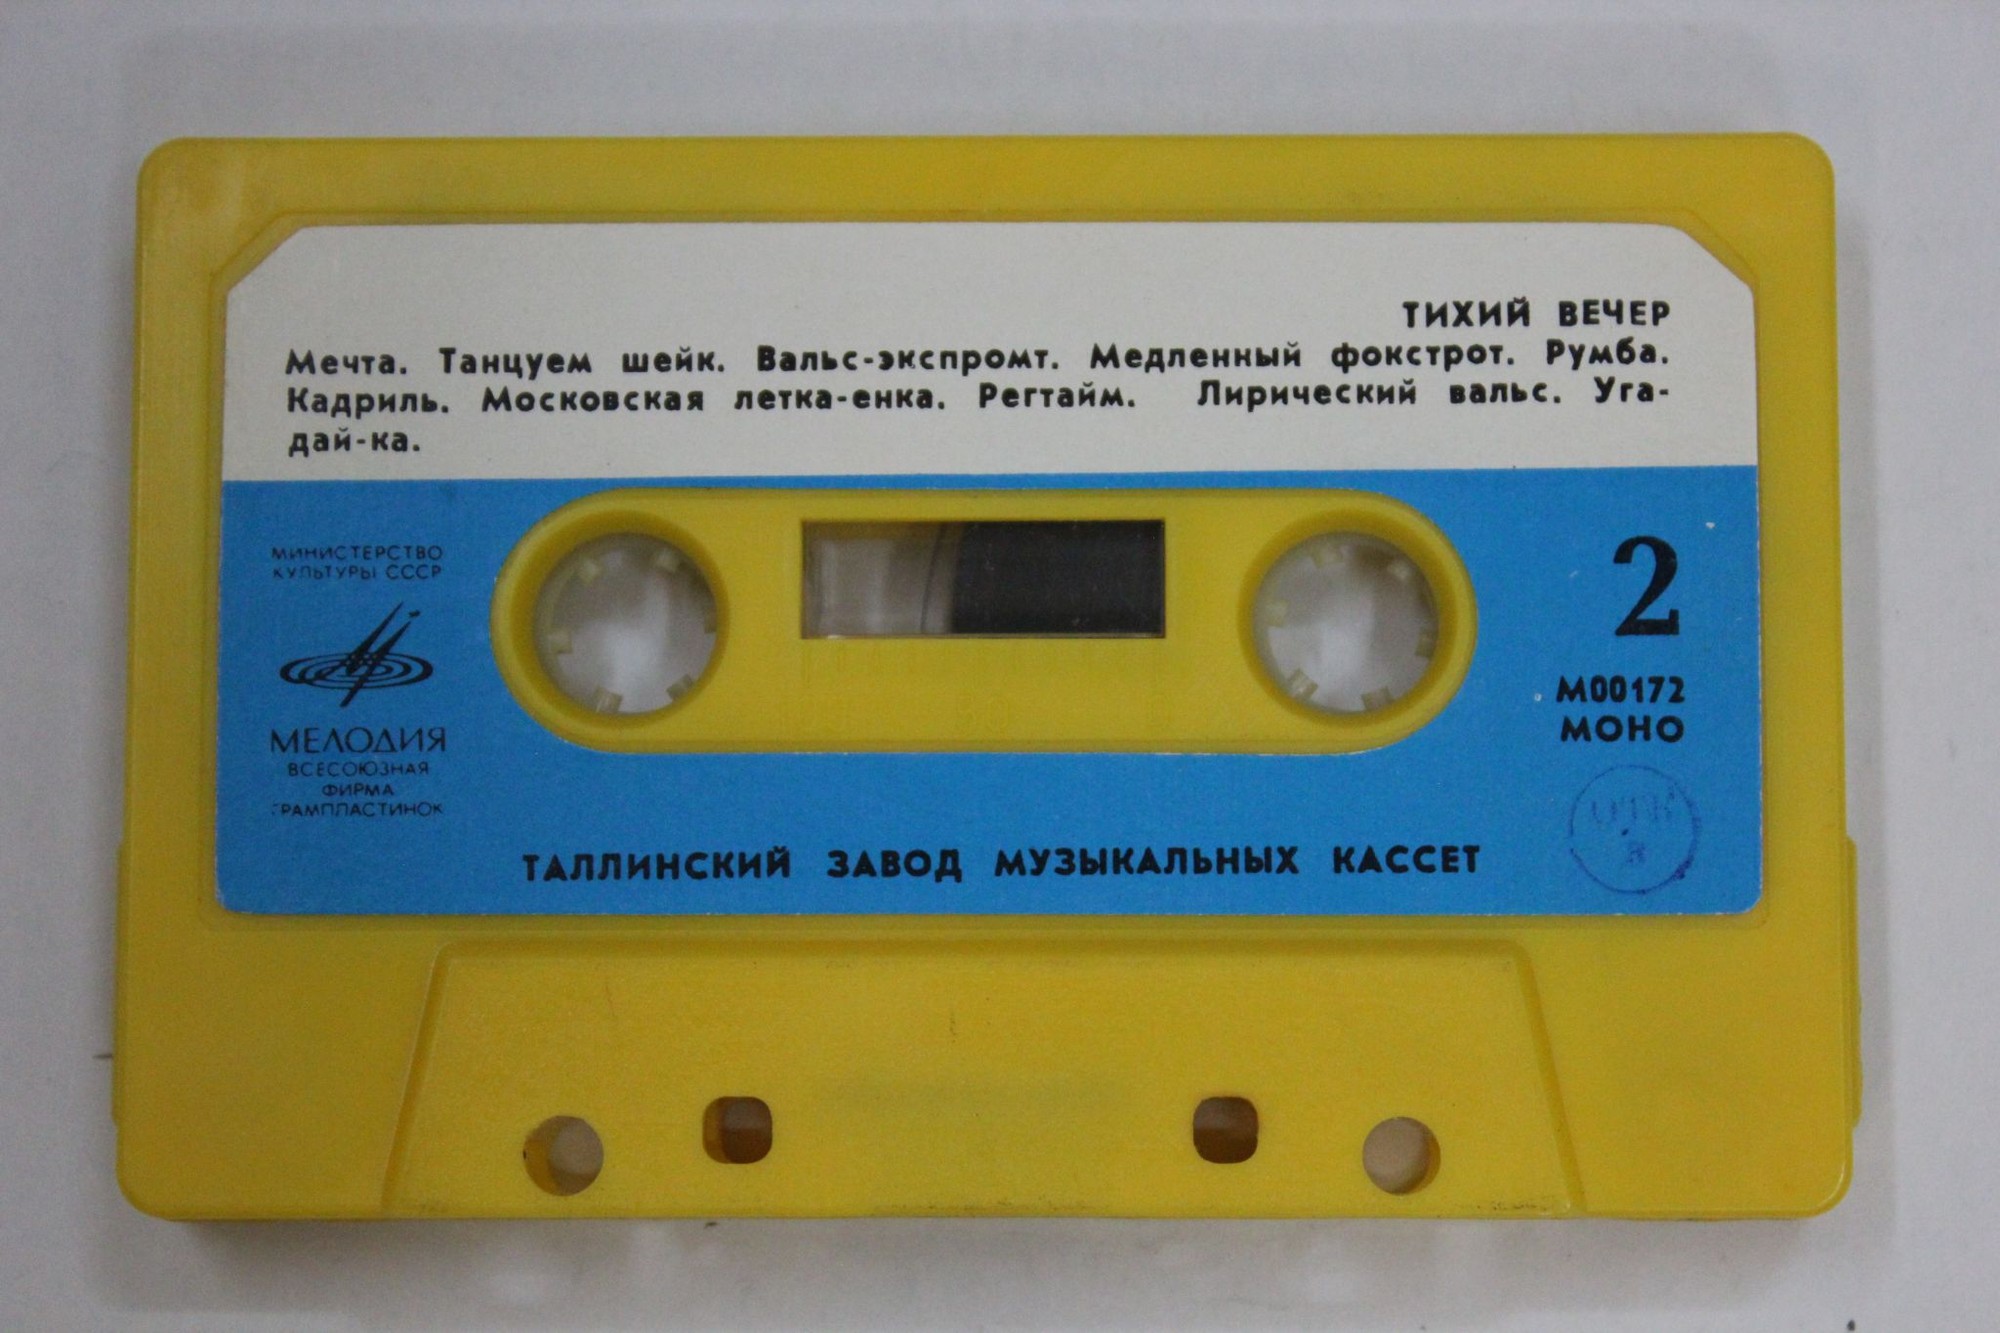 ТИХИЙ ВЕЧЕР
Мечта. Танцуем шейк. Вальс-экспромт. Медленный фокстрот. Румба.
Кадриль. Московская летка-енка. Регтайм. Лирический вальс. Уга-
дай-ка.
МИНИСТЕРСТВО
КУЛЬТУРЫ СССР
МЕЛОДИЯ
ВСЕСОЮЗНАЯ
ФИРМА
ГРАМПЛАСТИНОК
2
М00172
МОНО
ОТК
ТАЛЛИНСКИЙ ЗАВОД МУЗЫКАЛЬНЫХ КАССЕТ